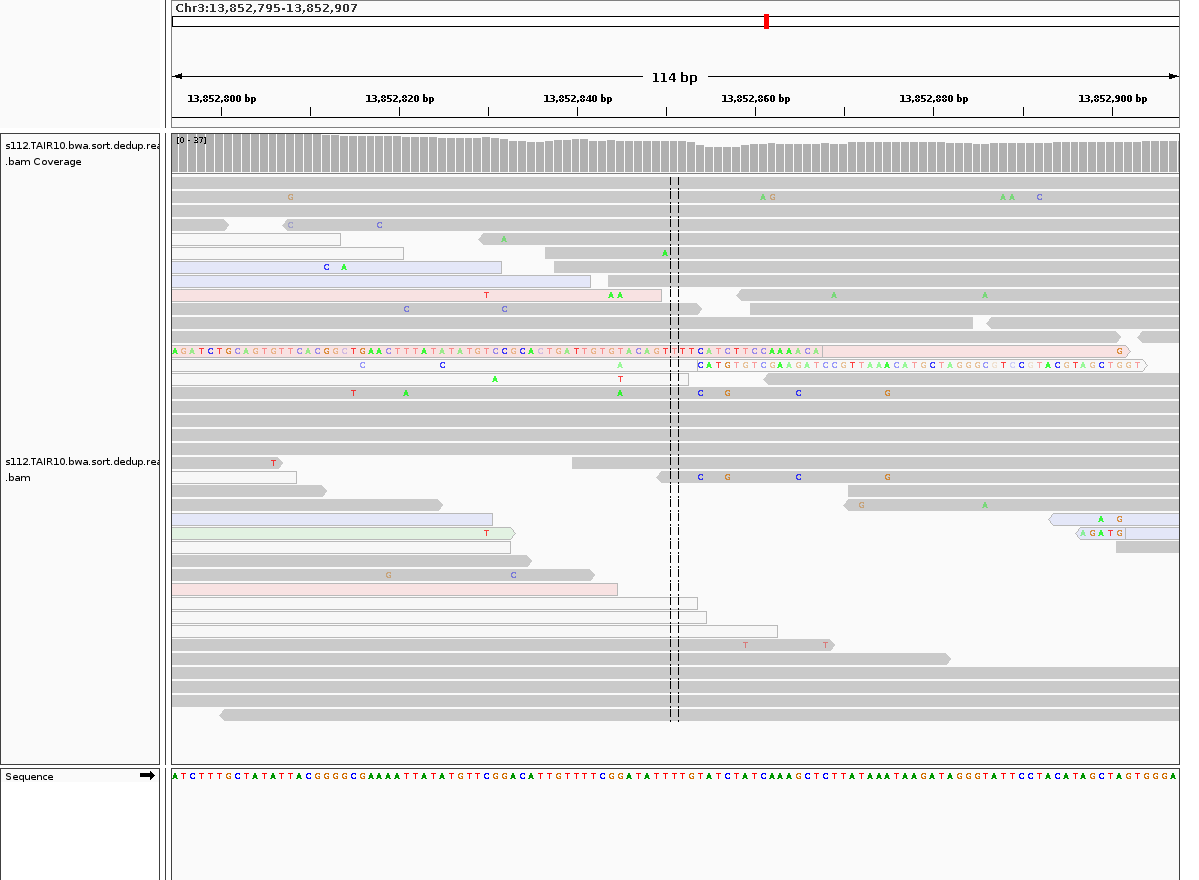 Chr3:13,852,795-13,852,907
114 bp
13,852,800 bp 13,852,820 bp 13,852,840 bp 13,852,860 bp 13,852,880 bp 13,852,900 bp
s112.TAIR10.bwa.sort.dedup.rea
.bam Coverage
[0 - 37]
G A G A A C
C C
A
A
C A
T A A A A
C C
AGATCTGCAGTGTTCACGGCTGAACTTTATATATGTCCGCACTGATTGTGTACAGTTTTCATCTTCCAAAACA G
C C A CATGTGTCGAAGATCCGTTAAACATGCTAGGGCGTCCGTACGTAGCTGGT
A T
T A A C G C G
s112.TAIR10.bwa.sort.dedup.rea
.bam
T
C G C G
G A
A G
T A G A T G
G C
T T
Sequence
ATCTTTGCTATATTACGGGGCGAAAATTATATGTTCGGACATTGTTTTCGGATATTTTGTATCTATCAAAGCTCTTATAAATAAGATAGGGTATTCCTACATAGCTAGTGGGA